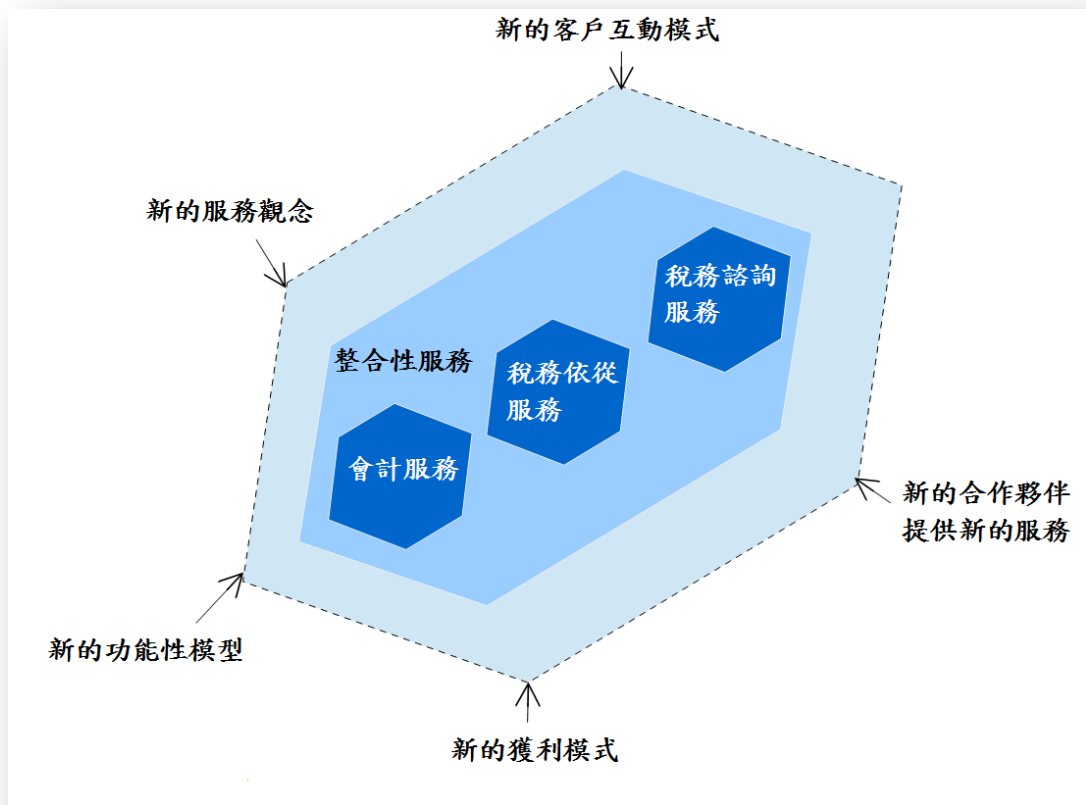 新的客戶互動模式
新的服務觀念
稅務諮詢
服務
整合性服務
稅務依從
服務
會計服務
新的合作夥伴
提供新的服務
新的功能性模型
新的獲利模式